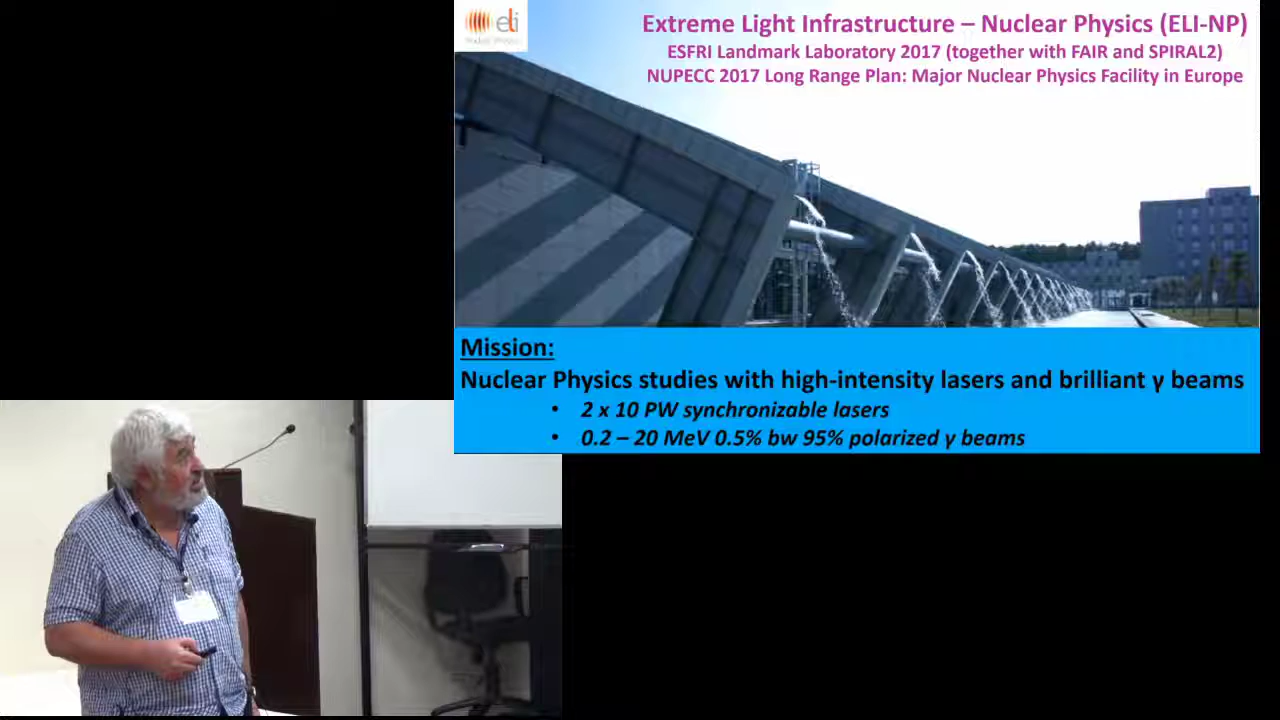 eli
Extreme Light Infrastructure – Nuclear Physics (ELI-NP)
ESFRI Landmark Laboratory 2017 (together with FAIR and SPIRAL2)
NUPECC 2017 Long Range Plan: Major Nuclear Physics Facility in Europe
Mission:
Nuclear Physics studies with high-intensity lasers and brilliant γ beams
• 2 x 10 PW synchronizable lasers
• 0.2 – 20 MeV 0.5% bw 95% polarized γ beams